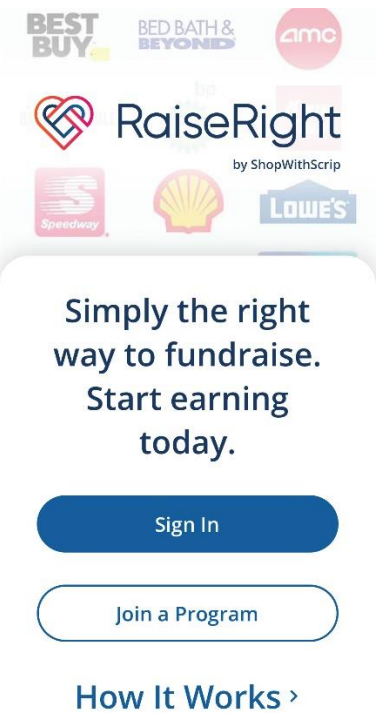 BEST
BUY
BED BATH &
BEYOND
amc
bp
RaiseRight
by ShopWithScrip
Speedway
LOWE'S
Simply the right
way to fundraise.
Start earning
today.
Sign In
Join a Program
How It Works >